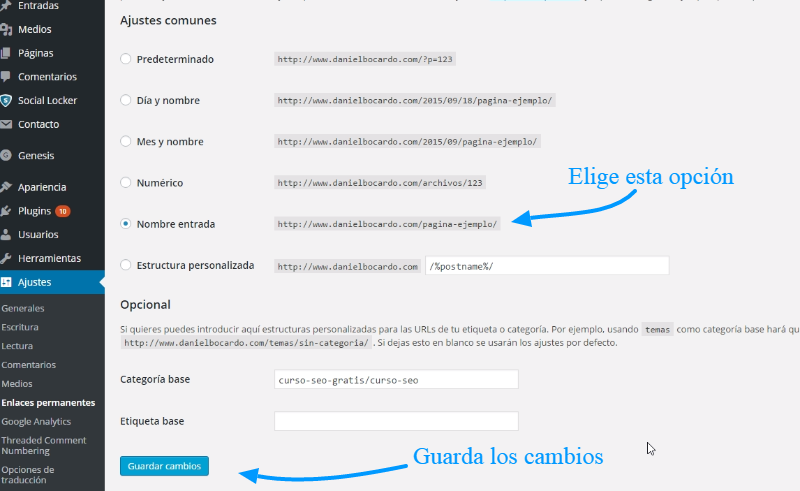 Entradas
Medios
Páginas
Comentarios
Social Locker
Contacto
Genesis
Apariencia
Plugins 10
Usuarios
Herramientas
Ajustes
Generales
Escritura
Lectura
Comentarios
Medios
Enlaces permanentes
Google Analytics
Threaded Comment
Numbering
Opciones de
traducción
Ajustes comunes
Predeterminado http://www.danielbocardo.com/?p=123
Día y nombre http://www.danielbocardo.com/2015/09/18/pagina-ejemplo/
Mes y nombre http://www.danielbocardo.com/2015/09/pagina-ejemplo/
Numérico http://www.danielbocardo.com/archivos/123
Elige esta opción
Nombre entrada http://www.danielbocardo.com/pagina-ejemplo/
Estructura personalizada http://www.danielbocardo.com /%postname%/
Opcional
Si quieres puedes introducir aquí estructuras personalizadas para las URLs de tu etiqueta o categoría. Por ejemplo, usando temas como categoría base hará qu
http://www.danielbocardo.com/temas/sin-categoria/ . Si dejas esto en blanco se usarán los ajustes por defecto.
Categoría base curso-seo-gratis/curso-seo
Etiqueta base
Guardar cambios
Guarda los cambios